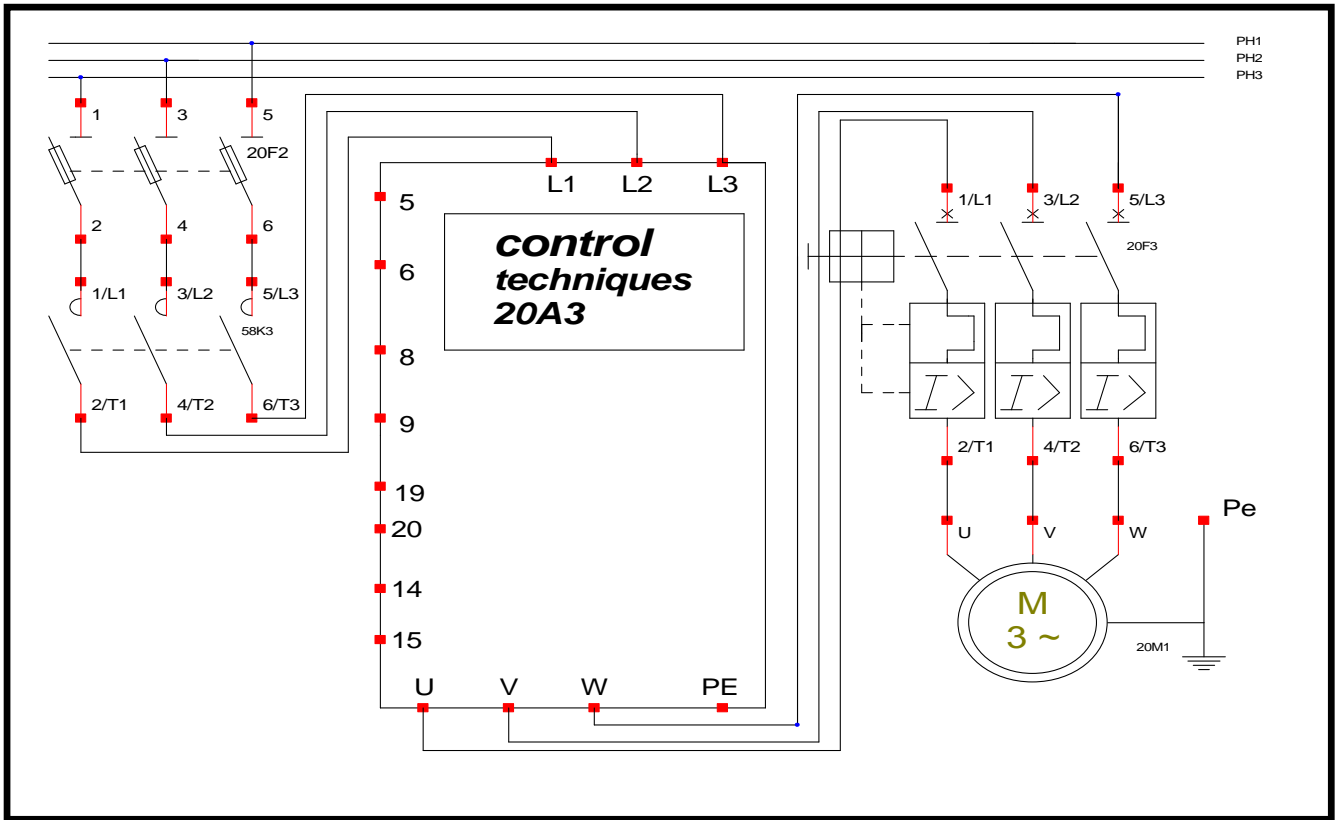 PH1
PH2
PH3
1 3 5
20F2
2 4 6
1/L1 3/L2 5/L3
58K3
2/T1 4/T2 6/T3
L1 L2 L3
5
control
techniques
20A3
6
8
9
19
20
14
15
U V W PE
1/L1 3/L2 5/L3
20F3
I> I> I>
2/T1 4/T2 6/T3
U V W
Pe
M
3 ~
20M1